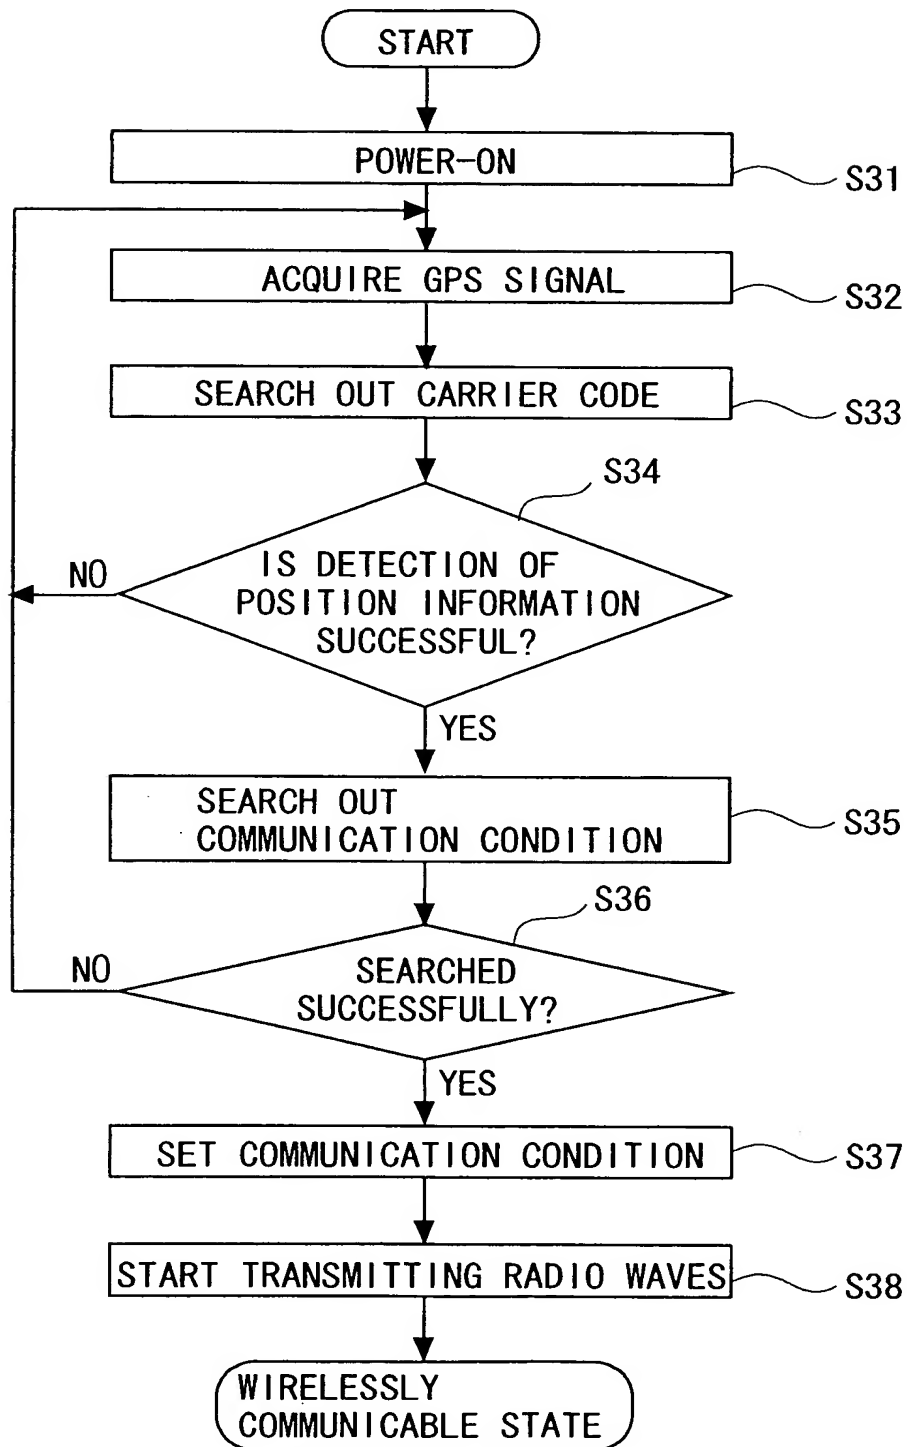 START
POWER-ON
S31
ACQUIRE GPS SIGNAL
S32
SEARCH OUT CARRIER CODE
S33
S34
IS DETECTION OF
POSITION INFORMATION
SUCCESSFUL?
NO
YES
SEARCH OUT
COMMUNICATION CONDITION
S35
S36
SEARCHED
SUCCESSFULLY?
NO
YES
SET COMMUNICATION CONDITION
S37
START TRANSMITTING RADIO WAVES
S38
WIRELESSLY
COMMUNICABLE STATE